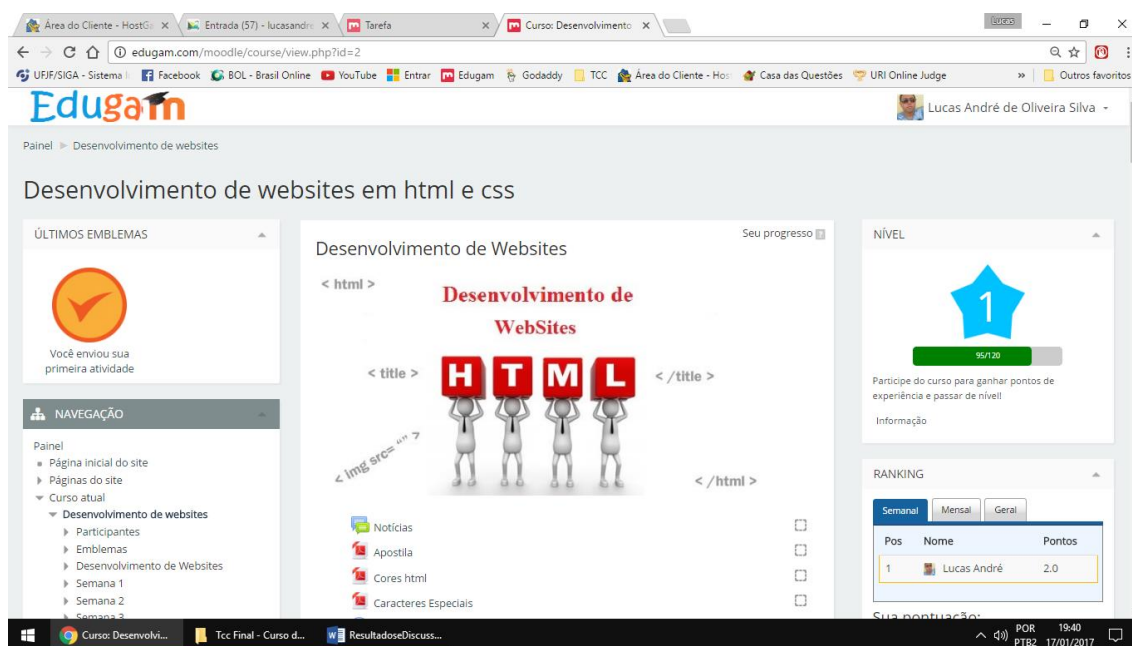 Área do Cliente - HostGa
Entrada (57) - lucasandre
Tarefa
Curso: Desenvolvimento
Lucas
edugam.com/moodle/course/view.php?id=2
UFJF/SIGA - Sistema I
Facebook
BOL - Brasil Online
YouTube
Entrar
Edugam
Godaddy
TCC
Área do Cliente - Hos
Casa das Questões
URI Online Judge
»
Outros favoritos
Edugam
Lucas André de Oliveira Silva
Painel
Desenvolvimento de websites
Desenvolvimento de websites em html e css
ÚLTIMOS EMBLEMAS
Você enviou sua
primeira atividade
NAVEGAÇÃO
Painel
Página inicial do site
Páginas do site
Curso atual
Desenvolvimento de websites
Participantes
Emblemas
Desenvolvimento de Websites
Semana 1
Semana 2
Semana 3
Seu progresso
Desenvolvimento de Websites
< html >
Desenvolvimento de
WebSites
< title >
HTML
< /title >
< img src= “” ?
< /html >
Notícias
Apostila
Cores html
Caracteres Especiais
NÍVEL
1
95/120
Participe do curso para ganhar pontos de
experiência e passar de nível!
Informação
RANKING
Semanal Mensal Geral
Pos Nome Pontos
1 Lucas André 2.0
Sua pontuação:
Curso: Desenvolvi...
Tcc Final - Curso d...
ResultadoseDiscuss...
POR
PTB2
19:40
17/01/2017